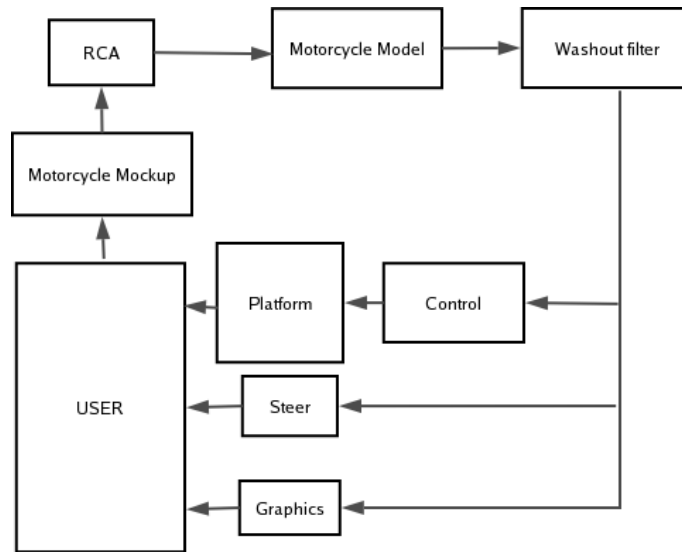 RCA
Motorcycle Model
Washout filter
Motorcycle Mockup
Platform
Control
USER
Steer
Graphics